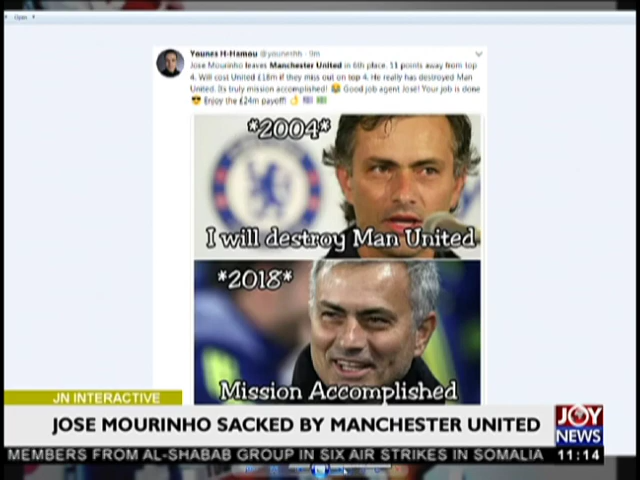 Open
Younes H-Hamou @youneshh · 9m
Jose Mourinho leaves Manchester United in 6th place. 11 points away from top
4. Will cost United £18m if they miss out on top 4. He really has destroyed Man
United. Its truly mission accomplished! 😂 Good job agent José! Your job is done
😎 Enjoy the £24m payoff! 👌
*2004*
I will destroy Man United
*2018*
Mission Accomplished
JN INTERACTIVE
JOSE MOURINHO SACKED BY MANCHESTER UNITED
JOY
NEWS
MEMBERS FROM AL-SHABAB GROUP IN SIX AIR STRIKES IN SOMALIA
11:14